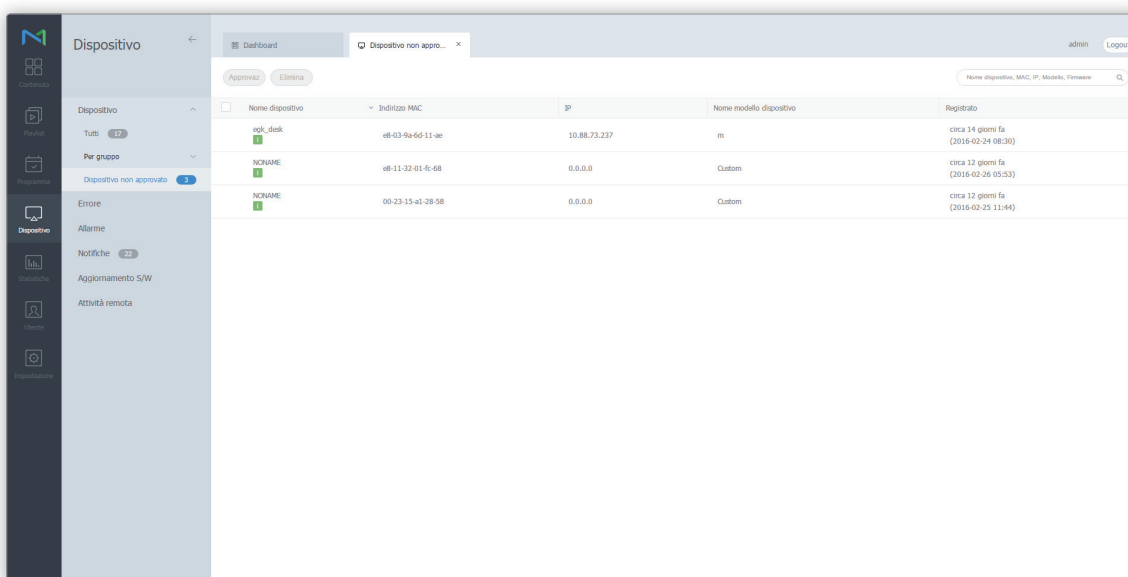 Dispositivo
Dashboard
Dispositivo non appro... ×
admin
Logout
Contenuto
Playlist
Programma
Dispositivo
Statistiche
Utente
Impostazione
Dispositivo
Tutti 17
Per gruppo
Dispositivo non approvato 3
Errore
Allarme
Notifiche 22
Aggiornamento S/W
Attività remota
Approvaz
Elimina
Nome dispositivo, MAC, IP, Modello, Firmware
Nome dispositivo Indirizzo MAC IP Nome modello dispositivo Registrato
egk_desk e8-03-9a-6d-11-ae 10.88.73.237 m circa 14 giorni fa
I (2016-02-24 08:30)
NONAME e8-11-32-01-fc-68 0.0.0.0 Custom circa 12 giorni fa
I (2016-02-26 05:53)
NONAME 00-23-15-a1-28-58 0.0.0.0 Custom circa 12 giorni fa
I (2016-02-25 11:44)